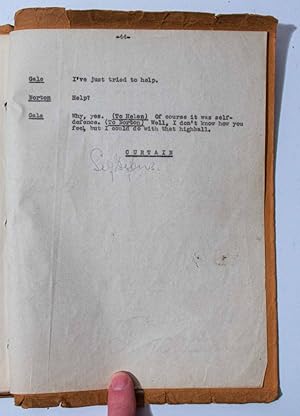 -44-
Gale I've just tried to help.
Norton Help?
Gale Why, yes. (To Helen) Of course it was self-
defence. (To Norton) Well, I don't know how you
feel, but I could do with that highball.
CURTAIN